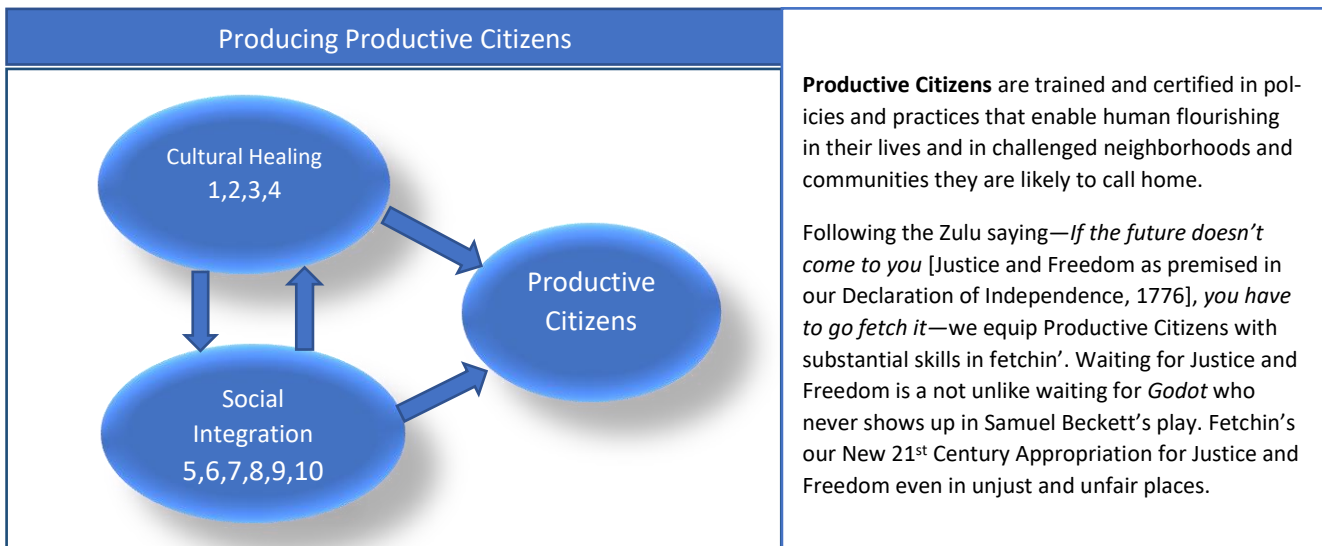 Producing Productive Citizens
Cultural Healing
1,2,3,4
Social
Integration
5,6,7,8,9,10
Productive
Citizens
Productive Citizens are trained and certified in pol-
icies and practices that enable human flourishing
in their lives and in challenged neighborhoods and
communities they are likely to call home.
Following the Zulu saying—If the future doesn’t
come to you [Justice and Freedom as premised in
our Declaration of Independence, 1776], you have
to go fetch it—we equip Productive Citizens with
substantial skills in fetchin’. Waiting for Justice and
Freedom is a not unlike waiting for Godot who
never shows up in Samuel Beckett’s play. Fetchin’s
our New 21st Century Appropriation for Justice and
Freedom even in unjust and unfair places.